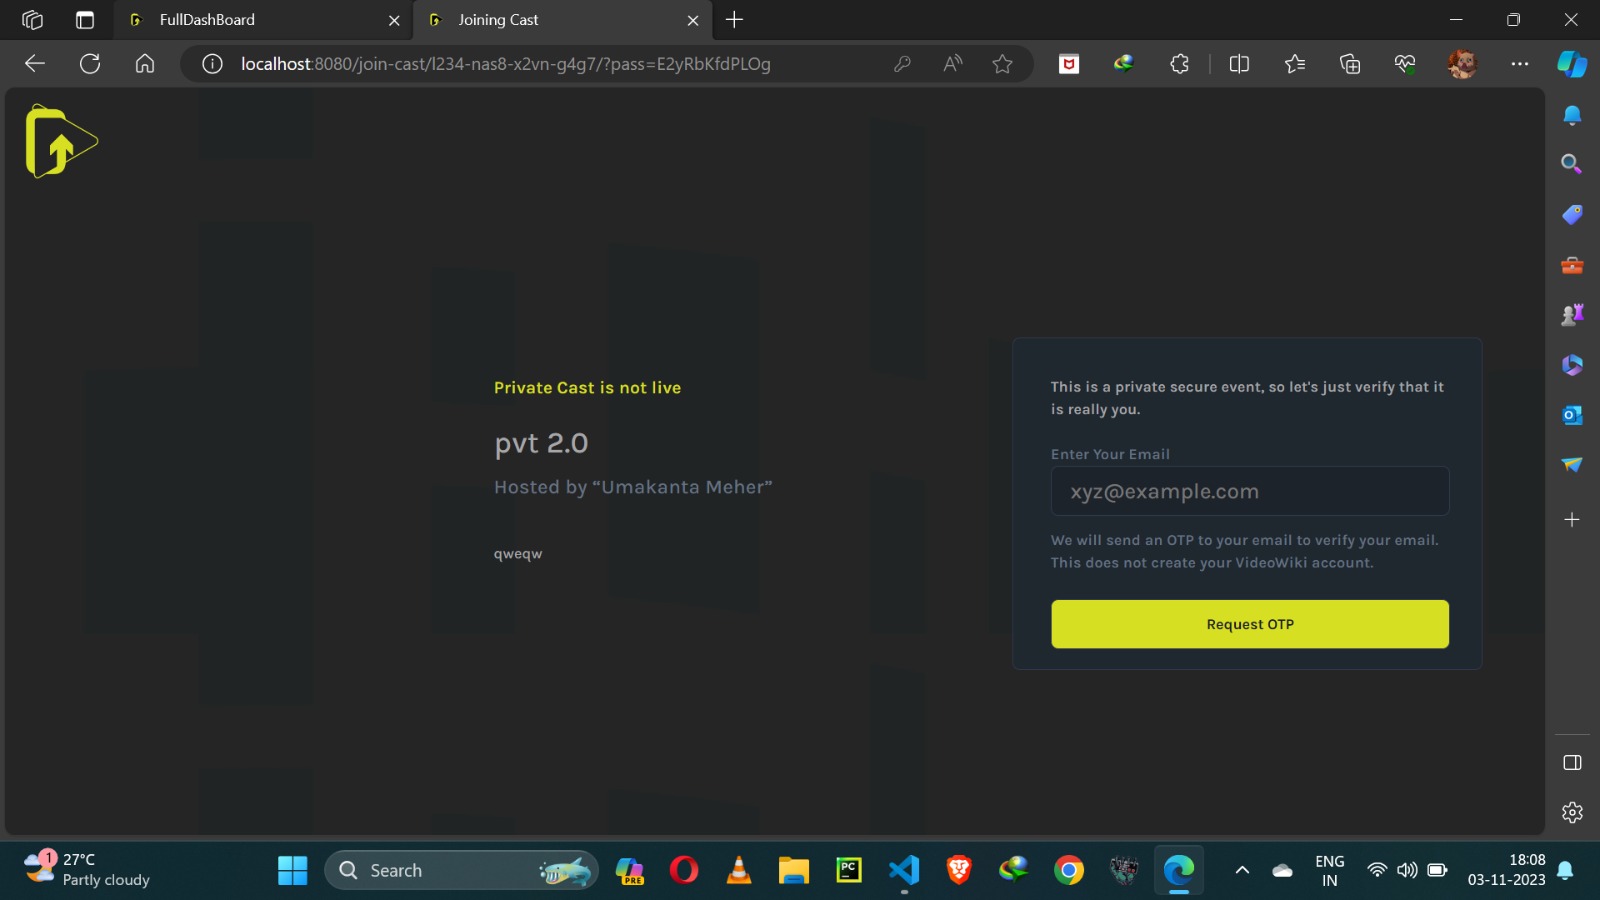 FullDashBoard
Joining Cast
localhost:8080/join-cast/l234-nas8-x2vn-g4g7/?pass=E2yRbKfdPLOg
Private Cast is not live
pvt 2.0
Hosted by “Umakanta Meher”
qweqw
This is a private secure event, so let's just verify that it
is really you.
Enter Your Email
xyz@example.com
We will send an OTP to your email to verify your email.
This does not create your VideoWiki account.
Request OTP
1
27°C
Partly cloudy
Search
PRE
PC
ENG
IN
18:08
03-11-2023